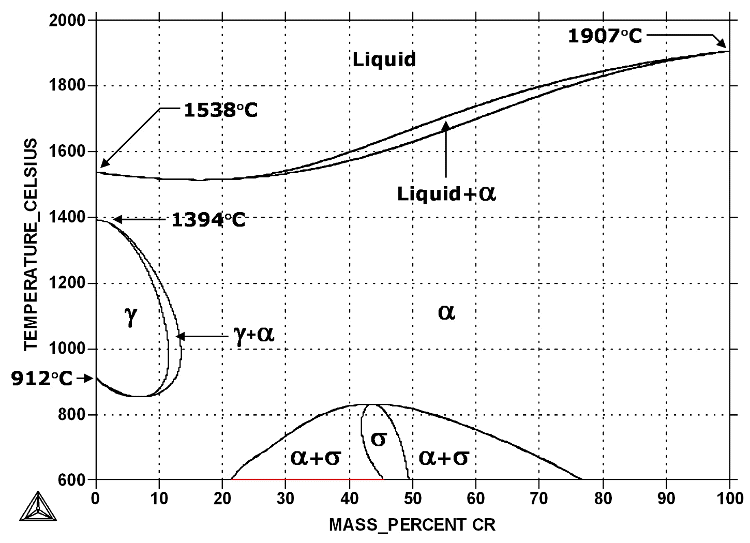 2000
1907°C
Liquid
1800
1538°C
1600
Liquid+α
1400
1394°C
1200
γ
α
γ+α
1000
912°C
800
σ
α+σ
α+σ
600
0 10 20 30 40 50 60 70 80 90 100
MASS_PERCENT CR
TEMPERATURE_CELSIUS